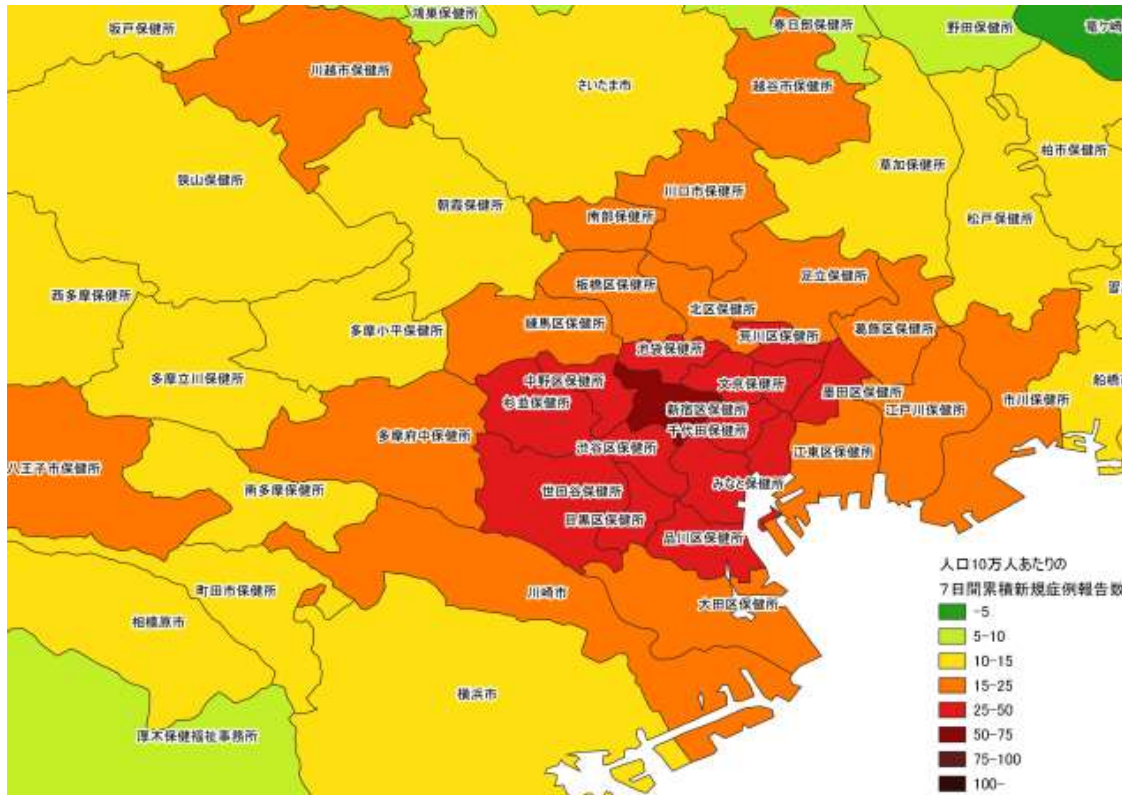 坂戸保健所
鴻巣保健所
春日部保健所
野田保健所
竜ケ崎
川越市保健所
さいたま市
越谷市保健所
柏市保健所
草加保健所
狭山保健所
川口市保健所
朝霞保健所
南部保健所
松戸保健所
足立保健所
板橋区保健所
西多摩保健所
北区保健所
練馬区保健所
多摩小平保健所
荒川区保健所
葛飾区保健所
池袋保健所
多摩立川保健所
中野区保健所
文京保健所
船橋
墨田区保健所
杉並保健所
新宿区保健所
江戸川保健所
市川保健所
千代田保健所
多摩府中保健所
渋谷区保健所
江東区保健所
八王子市保健所
みなと保健所
南多摩保健所
世田谷保健所
目黒区保健所
品川区保健所
町田市保健所
川崎市
大田区保健所
相模原市
横浜市
厚木保健福祉事務所
人口10万人あたりの
7日間累積新規症例報告数
-5
5-10
10-15
15-25
25-50
50-75
75-100
100-